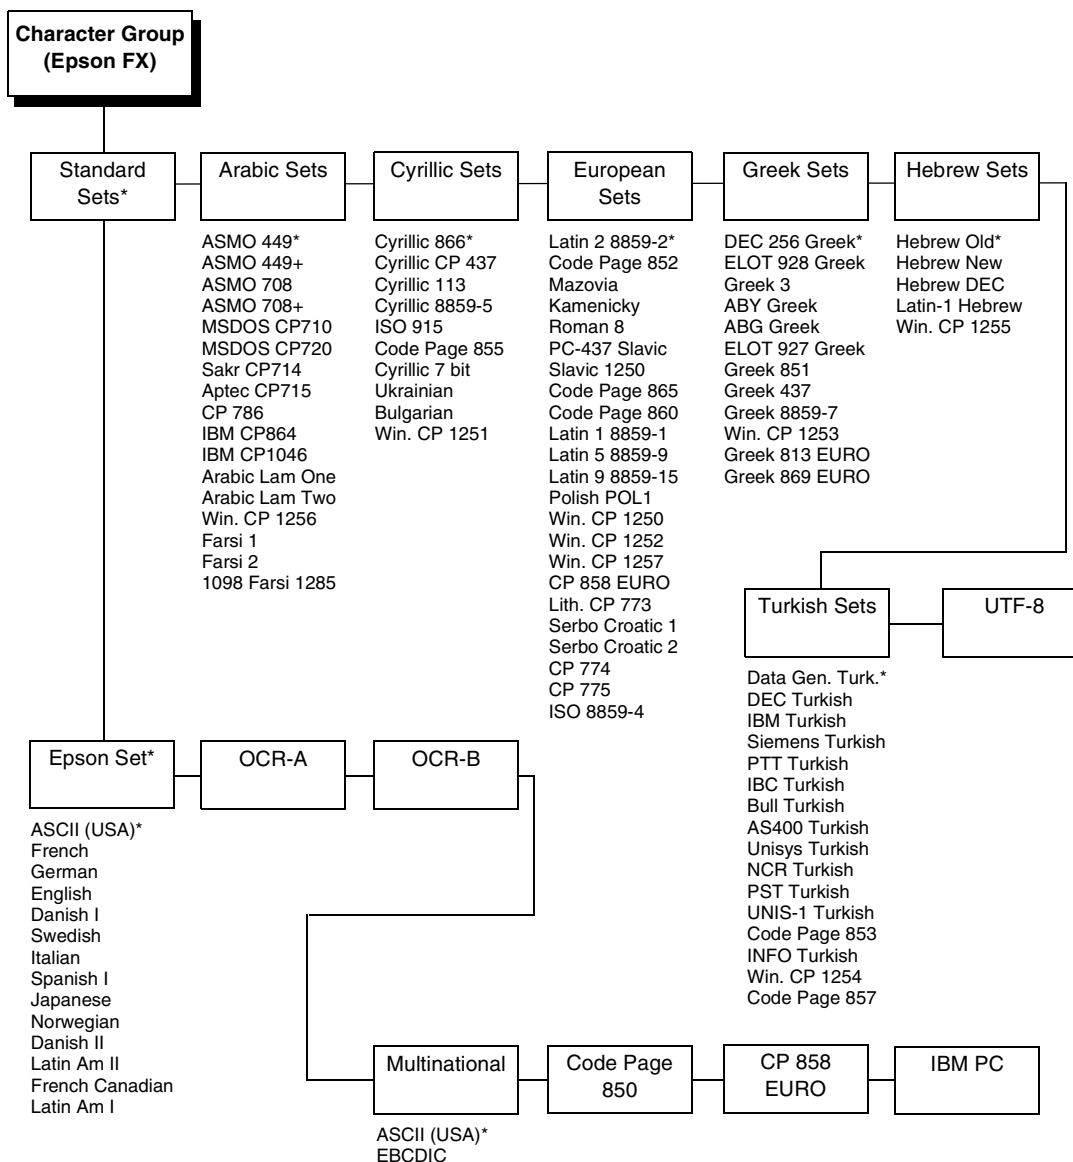 Character Group
(Epson FX)
Standard
Sets*
Arabic Sets
Cyrillic Sets
European
Sets
Greek Sets
Hebrew Sets
ASMO 449*
ASMO 449+
ASMO 708
ASMO 708+
MSDOS CP710
MSDOS CP720
Sakr CP714
Aptec CP715
CP 786
IBM CP864
IBM CP1046
Arabic Lam One
Arabic Lam Two
Win. CP 1256
Farsi 1
Farsi 2
1098 Farsi 1285
Cyrillic 866*
Cyrillic CP 437
Cyrillic 113
Cyrillic 8859-5
ISO 915
Code Page 855
Cyrillic 7 bit
Ukrainian
Bulgarian
Win. CP 1251
Latin 2 8859-2*
Code Page 852
Mazovia
Kamenicky
Roman 8
PC-437 Slavic
Slavic 1250
Code Page 865
Code Page 860
Latin 1 8859-1
Latin 5 8859-9
Latin 9 8859-15
Polish POL1
Win. CP 1250
Win. CP 1252
Win. CP 1257
CP 858 EURO
Lith. CP 773
Serbo Croatic 1
Serbo Croatic 2
CP 774
CP 775
ISO 8859-4
DEC 256 Greek*
ELOT 928 Greek
Greek 3
ABY Greek
ABG Greek
ELOT 927 Greek
Greek 851
Greek 437
Greek 8859-7
Win. CP 1253
Greek 813 EURO
Greek 869 EURO
Hebrew Old*
Hebrew New
Hebrew DEC
Latin-1 Hebrew
Win. CP 1255
Turkish Sets
UTF-8
Data Gen. Turk.*
DEC Turkish
IBM Turkish
Siemens Turkish
PTT Turkish
IBC Turkish
Bull Turkish
AS400 Turkish
Unisys Turkish
NCR Turkish
PST Turkish
UNIS-1 Turkish
Code Page 853
INFO Turkish
Win. CP 1254
Code Page 857
Epson Set*
OCR-A
OCR-B
ASCII (USA)*
French
German
English
Danish I
Swedish
Italian
Spanish I
Japanese
Norwegian
Danish II
Latin Am II
French Canadian
Latin Am I
Multinational
Code Page
850
CP 858
EURO
IBM PC
ASCII (USA)*
EBCDIC